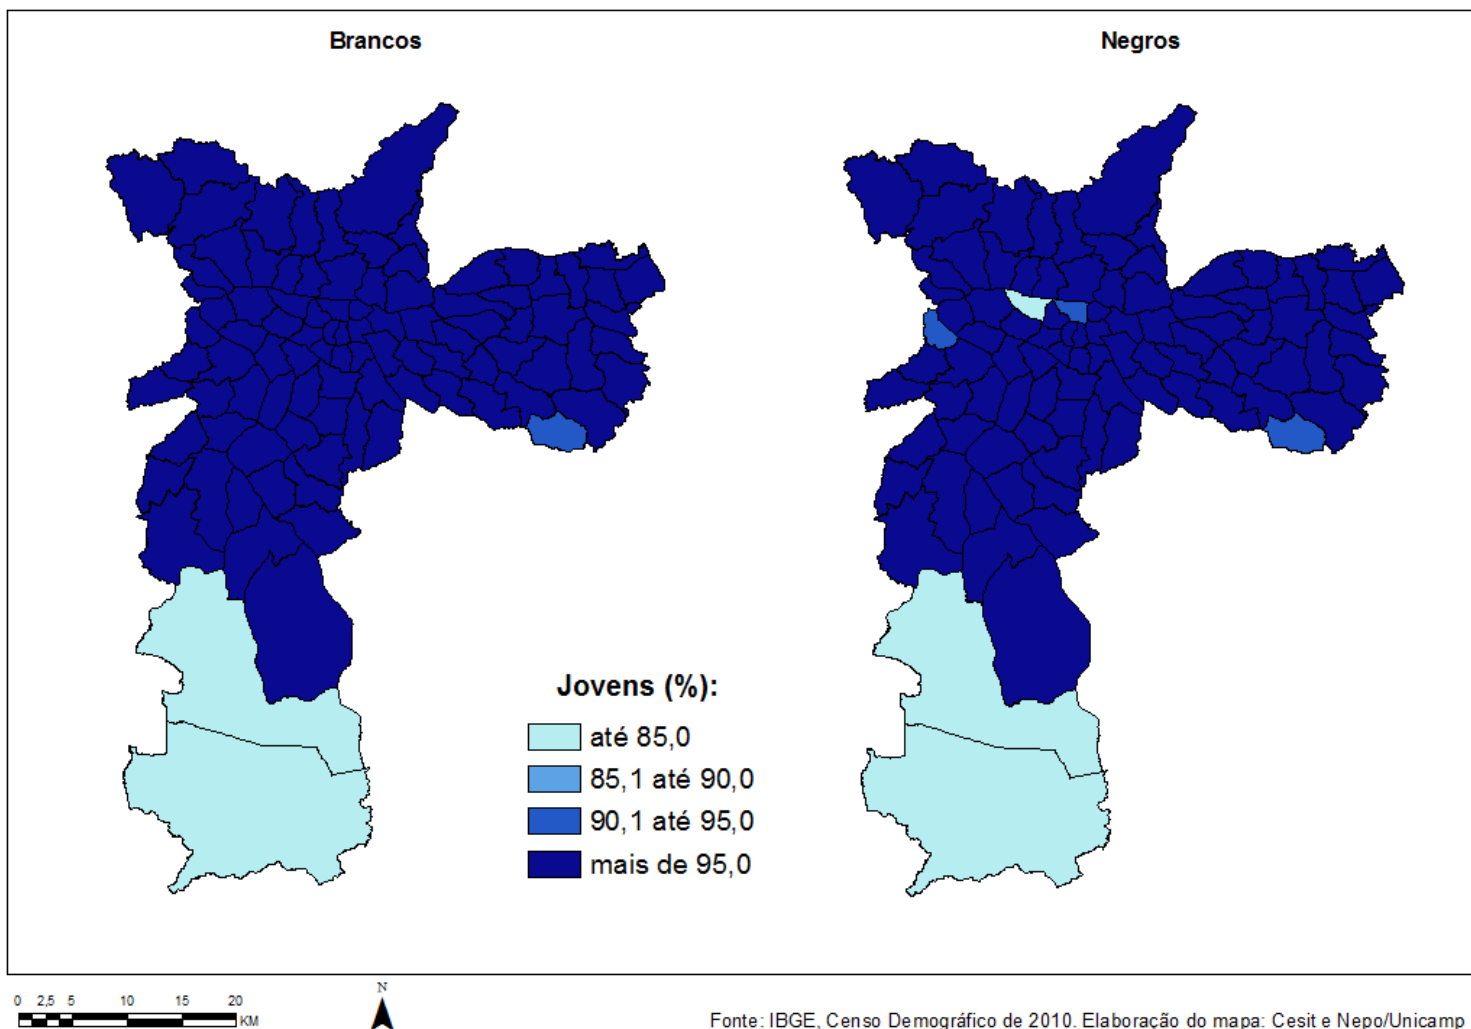 Brancos
Negros
Jovens (%):
até 85,0
85,1 até 90,0
90,1 até 95,0
mais de 95,0
0 2,5 5 10 15 20
KM
N
Fonte: IBGE, Censo Demográfico de 2010. Elaboração do mapa: Cesit e Nepo/Unicamp